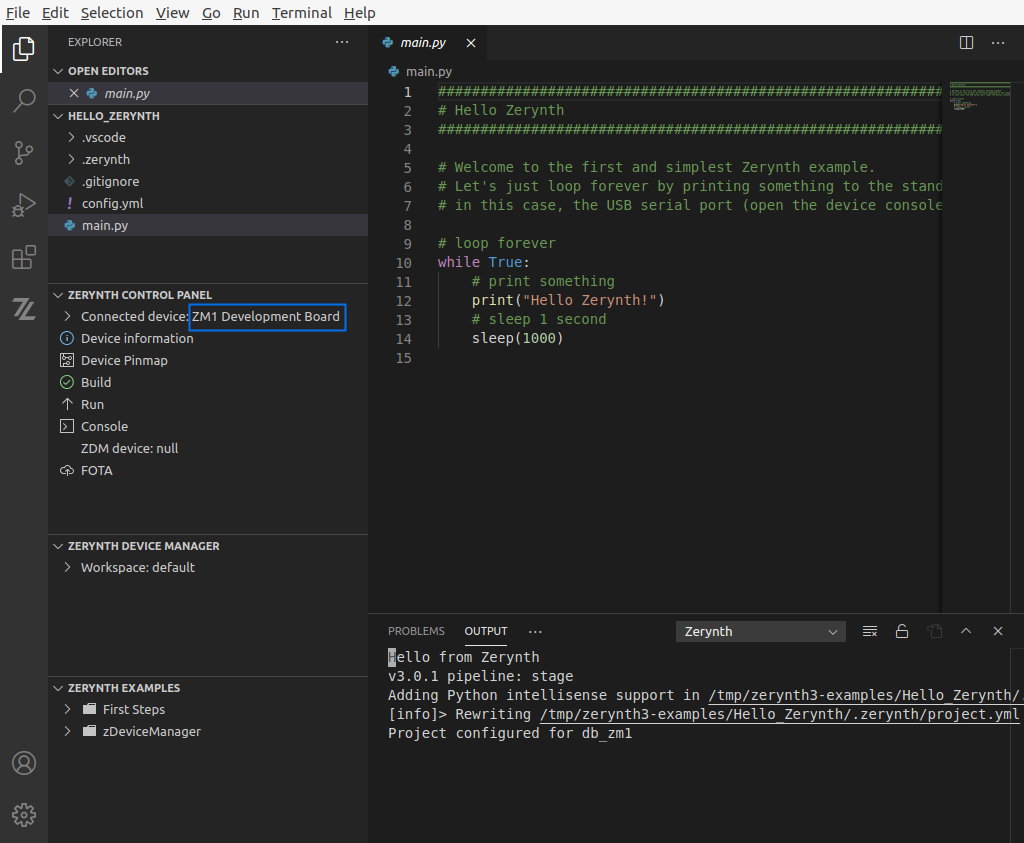 File Edit Selection View Go Run Terminal Help
EXPLORER
OPEN EDITORS
main.py
HELLO_ZERYNTH
.vscode
.zerynth
.gitignore
! config.yml
main.py
ZERYNTH CONTROL PANEL
Connected device: ZM1 Development Board
Device information
Device Pinmap
Build
Run
Console
ZDM device: null
FOTA
ZERYNTH DEVICE MANAGER
Workspace: default
ZERYNTH EXAMPLES
First Steps
zDeviceManager
main.py
main.py
1 ############################################################
2 # Hello Zerynth
3 ############################################################
4
5 # Welcome to the first and simplest Zerynth example.
6 # Let's just loop forever by printing something to the stand
7 # in this case, the USB serial port (open the device console
8
9 # loop forever
10 while True:
11 # print something
12 print("Hello Zerynth!")
13 # sleep 1 second
14 sleep(1000)
15
PROBLEMS OUTPUT ··· Zerynth
Hello from Zerynth
v3.0.1 pipeline: stage
Adding Python intellisense support in /tmp/zerynth3-examples/Hello_Zerynth/.
[info]> Rewriting /tmp/zerynth3-examples/Hello_Zerynth/.zerynth/project.yml
Project configured for db_zm1